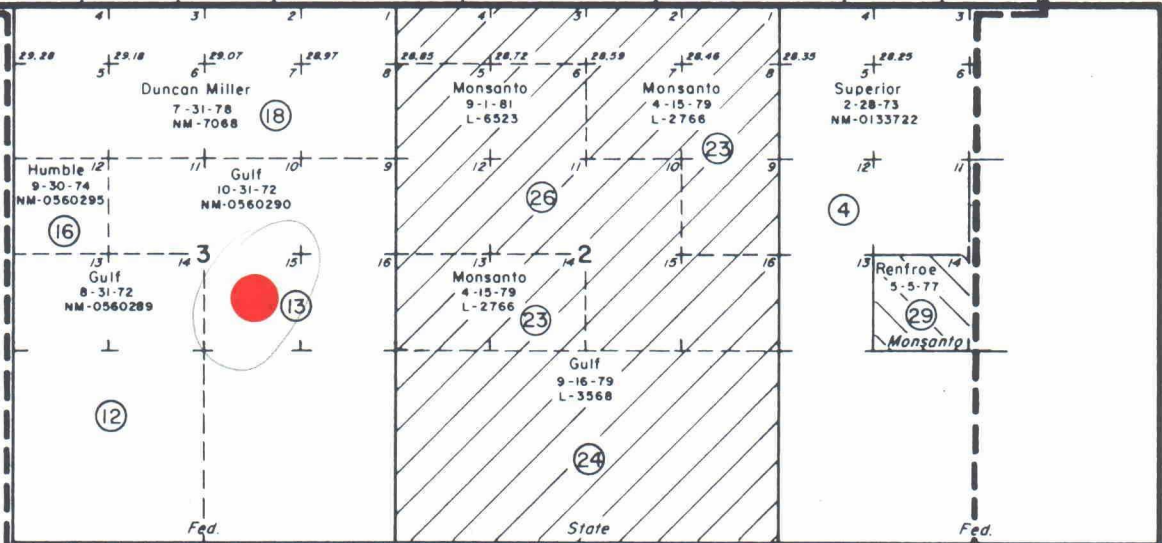 4 3 2 1 4 3 2 1 4 3
29.28 29.18 29.07 28.97 28.85 28.72 28.59 28.46 28.35 28.25
5 6 7 8 5 6 7 8 5 6
Duncan Miller
7-31-78
NM-7068
18
Monsanto
9-1-81
L-6523
Monsanto
4-15-79
L-2766
23
Superior
2-28-73
NM-0133722
12 11 10 9 12 11 10 9 12 11
Humble
9-30-74
NM-0560295
16
Gulf
10-31-72
NM-0560290
26
4
13 14 3 15 16 13 14 2 15 16 13 14
Gulf
8-31-72
NM-0560289
13
Monsanto
4-15-79
L-2766
23
Renfroe
5-5-77
29
Monsanto
Gulf
9-16-79
L-3568
12
24
Fed.
State
Fed.